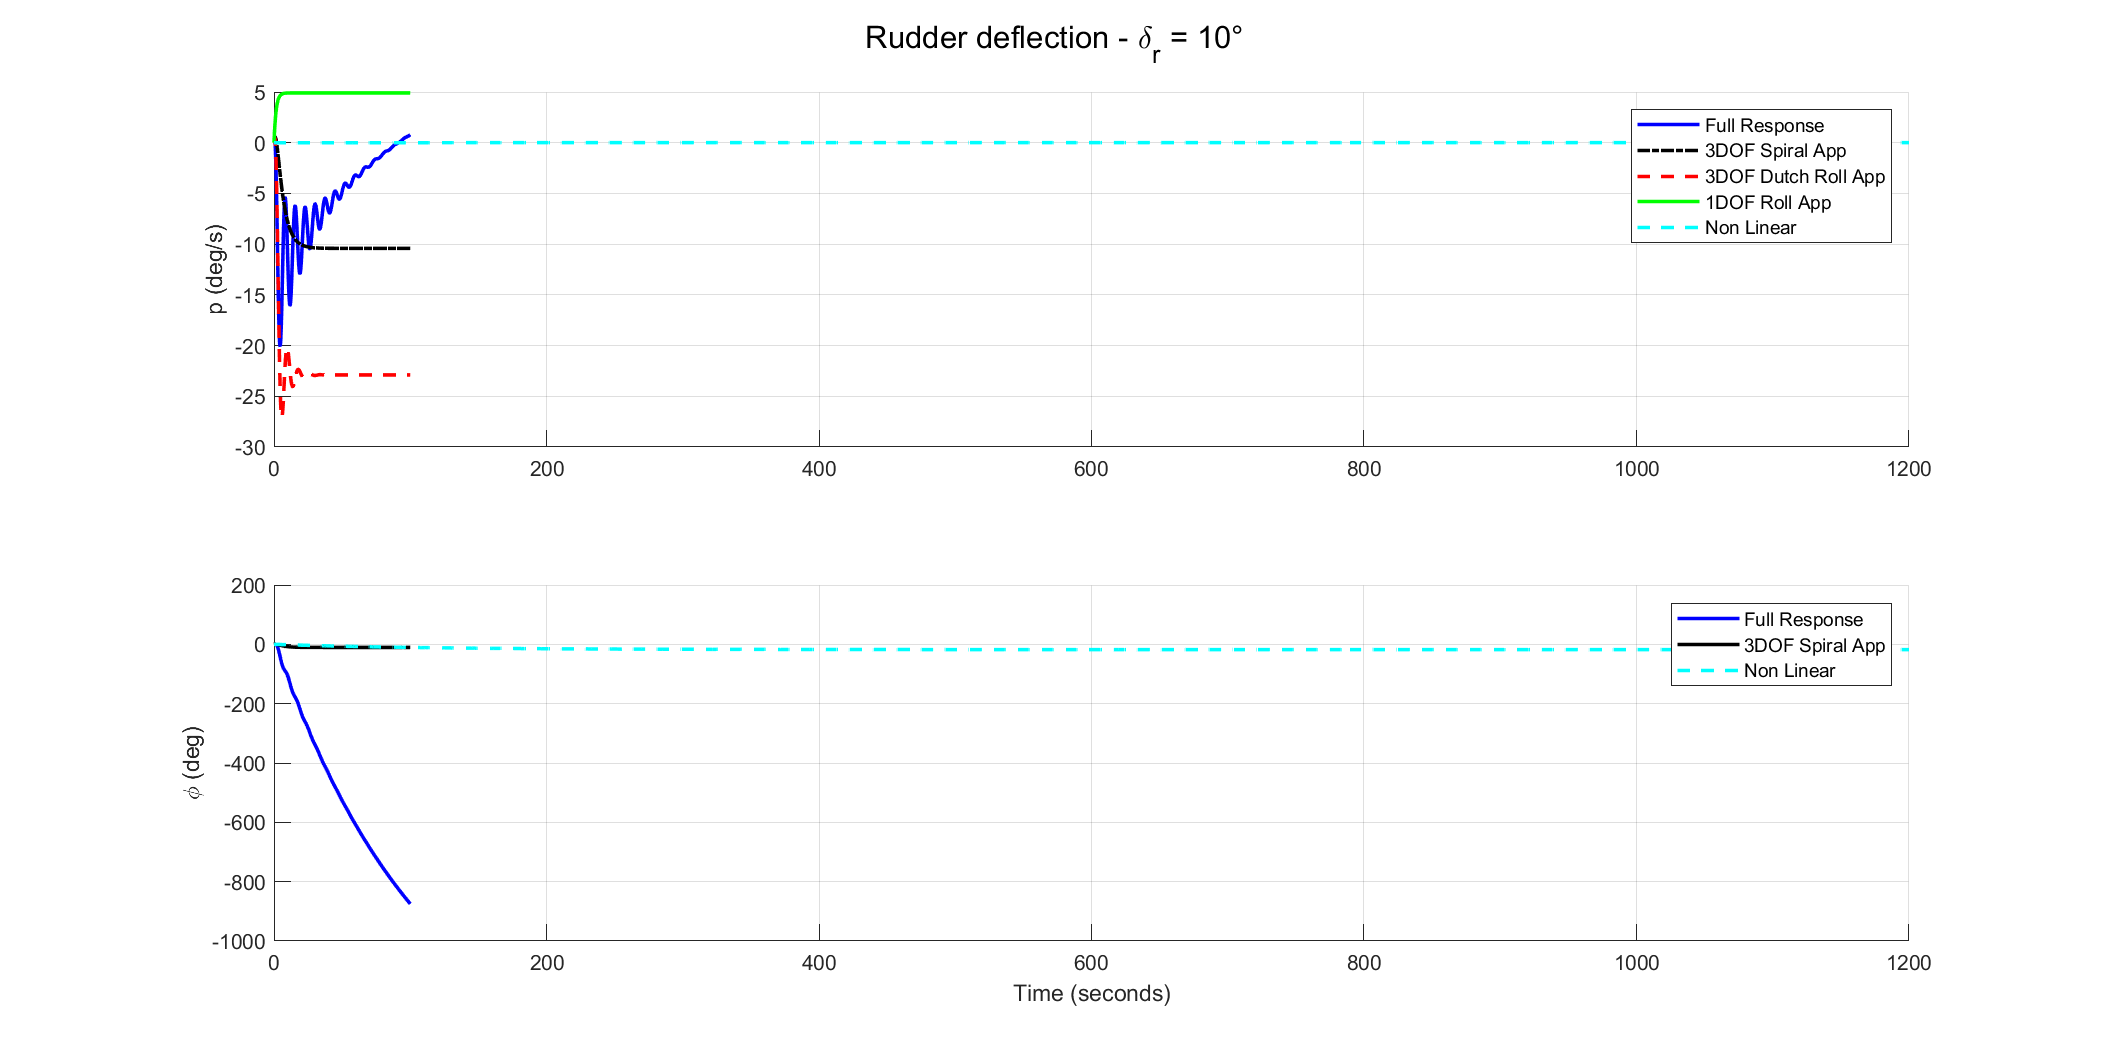 Rudder deflection - δr = 10°
5
0
-5
-10
-15
-20
-25
-30
p (deg/s)
0 200 400 600 800 1000 1200
Full Response
3DOF Spiral App
3DOF Dutch Roll App
1DOF Roll App
Non Linear
200
0
-200
-400
-600
-800
-1000
ϕ (deg)
0 200 400 600 800 1000 1200
Time (seconds)
Full Response
3DOF Spiral App
Non Linear